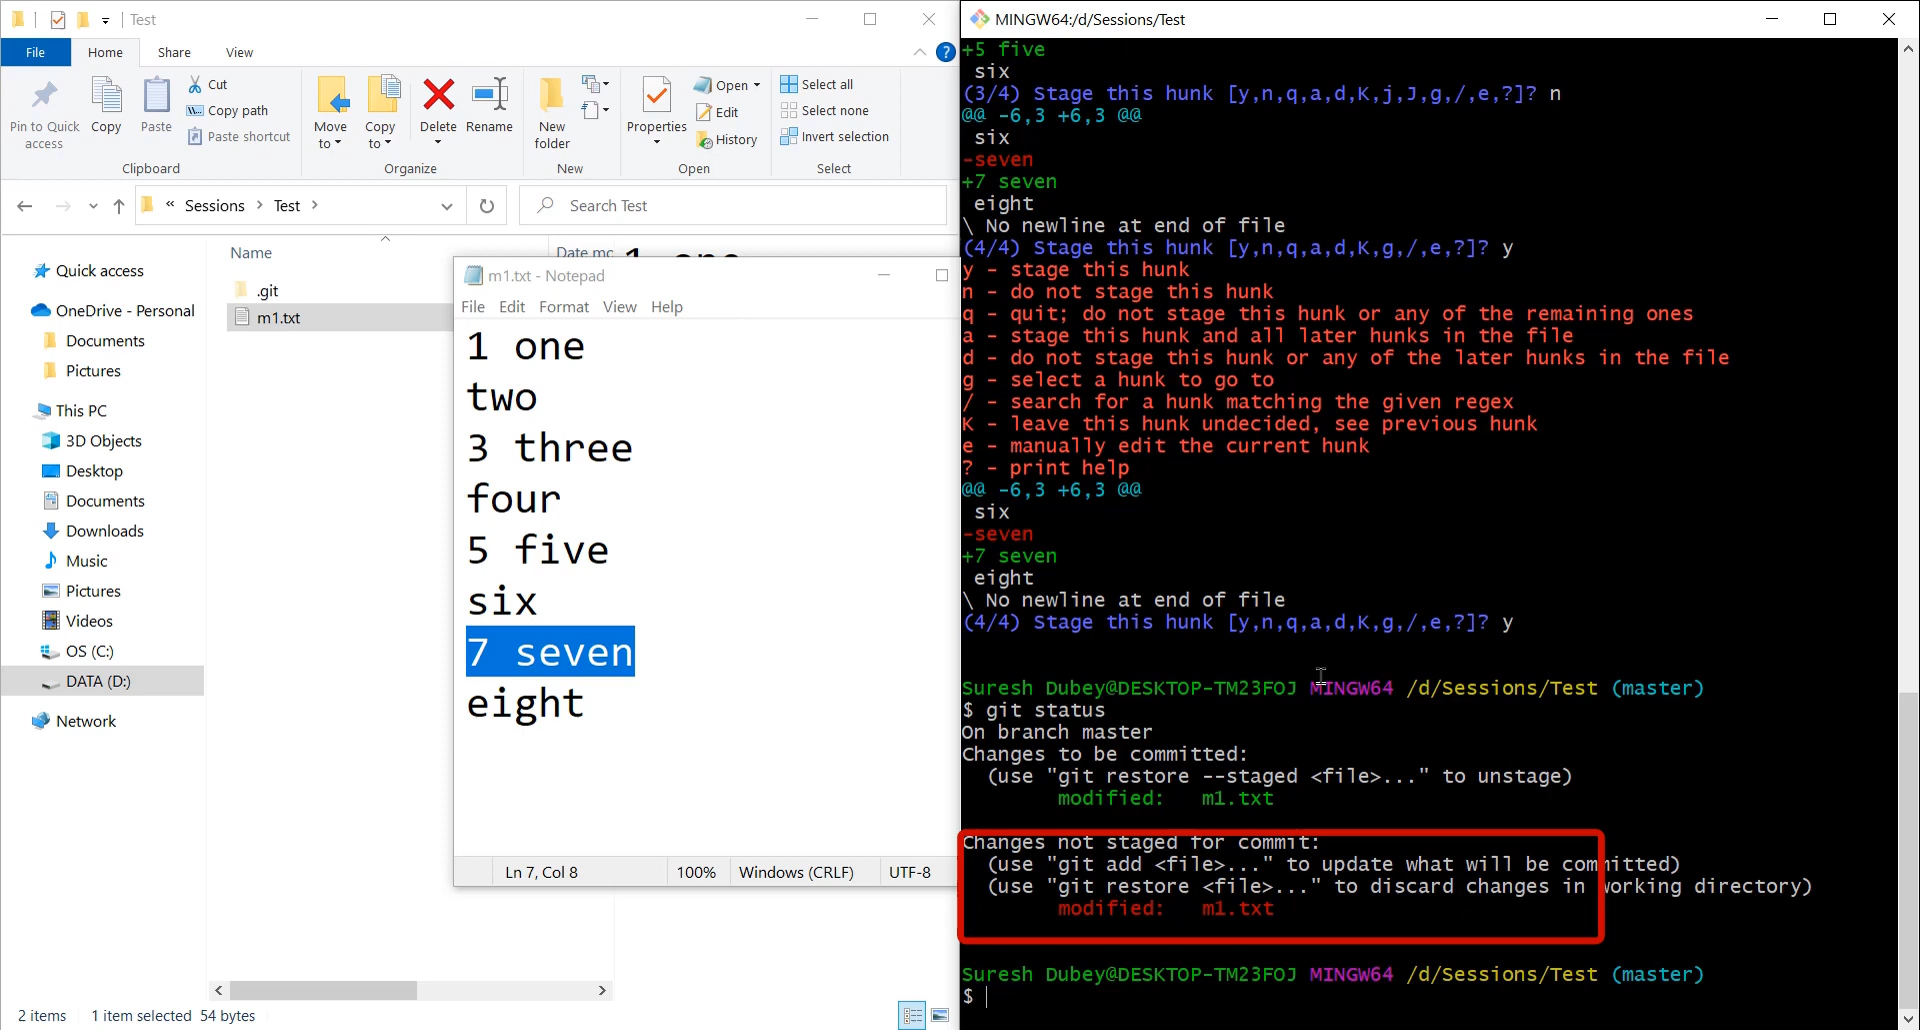 Test
File
Home
Share
View
Pin to Quick access
Copy
Paste
Cut
Copy path
Paste shortcut
Clipboard
Move to
Copy to
Delete
Rename
Organize
New folder
New
Properties
Open
Edit
History
Open
Select all
Select none
Invert selection
Select
« Sessions > Test >
Search Test
Name
Quick access
OneDrive - Personal
Documents
Pictures
This PC
3D Objects
Desktop
Documents
Downloads
Music
Pictures
Videos
OS (C:)
DATA (D:)
Network
.git
m1.txt
2 items
1 item selected 54 bytes
m1.txt - Notepad
File Edit Format View Help
1 one
two
3 three
four
5 five
six
7 seven
eight
Ln 7, Col 8
100%
Windows (CRLF)
UTF-8
MINGW64:/d/Sessions/Test
+5 five
six
(3/4) Stage this hunk [y,n,q,a,d,K,j,J,g,/,e,?]? n
@@ -6,3 +6,3 @@
six
-seven
+7 seven
eight
\ No newline at end of file
(4/4) Stage this hunk [y,n,q,a,d,K,g,/,e,?]? y
y - stage this hunk
n - do not stage this hunk
q - quit; do not stage this hunk or any of the remaining ones
a - stage this hunk and all later hunks in the file
d - do not stage this hunk or any of the later hunks in the file
g - select a hunk to go to
/ - search for a hunk matching the given regex
K - leave this hunk undecided, see previous hunk
e - manually edit the current hunk
? - print help
@@ -6,3 +6,3 @@
six
-seven
+7 seven
eight
\ No newline at end of file
(4/4) Stage this hunk [y,n,q,a,d,K,g,/,e,?]? y
Suresh Dubey@DESKTOP-TM23FOJ MINGW64 /d/Sessions/Test (master)
$ git status
On branch master
Changes to be committed:
(use "git restore --staged <file>..." to unstage)
modified: m1.txt
Changes not staged for commit:
(use "git add <file>..." to update what will be committed)
(use "git restore <file>..." to discard changes in working directory)
modified: m1.txt
Suresh Dubey@DESKTOP-TM23FOJ MINGW64 /d/Sessions/Test (master)
$